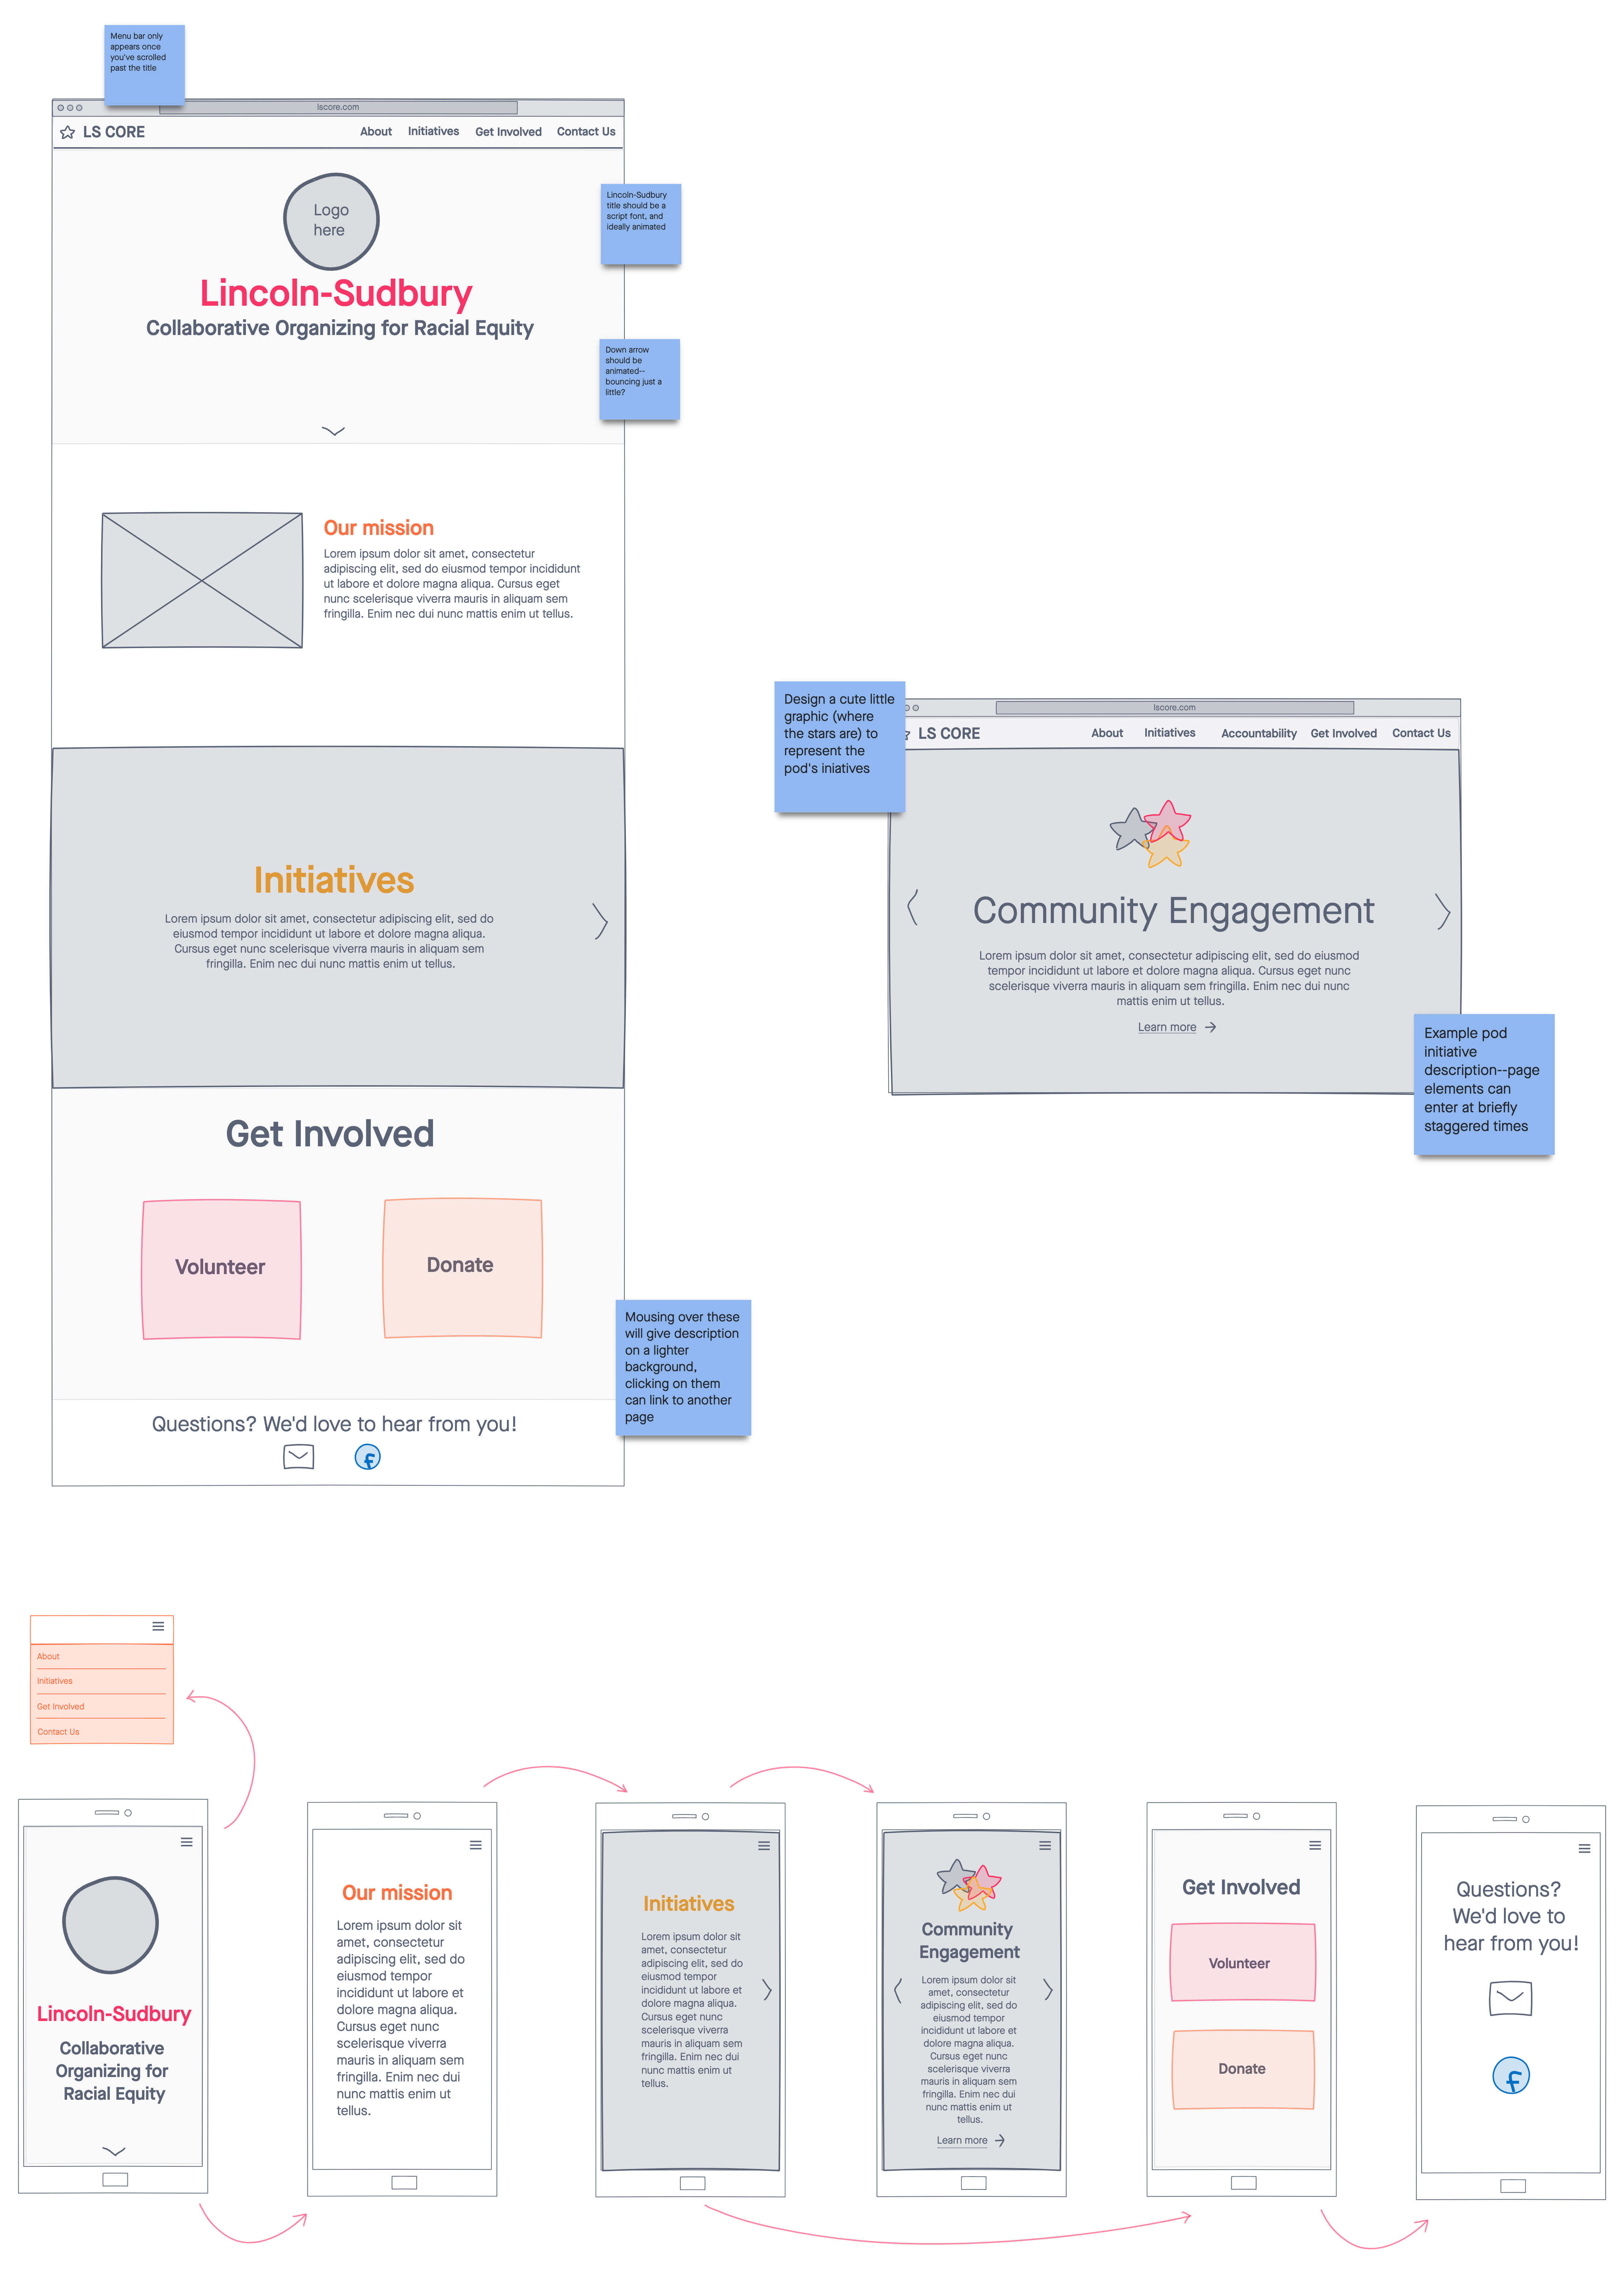 Menu bar only
appears once
you've scrolled
past the title
lscore.com
LS CORE
About
Initiatives
Get Involved
Contact Us
Logo
here
Lincoln-Sudbury
Collaborative Organizing for Racial Equity
Lincoln-Sudbury
title should be a
script font, and
ideally animated
Down arrow
should be
animated--
bouncing just a
little?
Our mission
Lorem ipsum dolor sit amet, consectetur
adipiscing elit, sed do eiusmod tempor incididunt
ut labore et dolore magna aliqua. Cursus eget
nunc scelerisque viverra mauris in aliquam sem
fringilla. Enim nec dui nunc mattis enim ut tellus.
Initiatives
Lorem ipsum dolor sit amet, consectetur adipiscing elit, sed do
eiusmod tempor incididunt ut labore et dolore magna aliqua.
Cursus eget nunc scelerisque viverra mauris in aliquam sem
fringilla. Enim nec dui nunc mattis enim ut tellus.
Get Involved
Volunteer
Donate
Mousing over these
will give description
on a lighter
background,
clicking on them
can link to another
page
Questions? We'd love to hear from you!
f
Design a cute little
graphic (where
the stars are) to
represent the
pod's iniatives
lscore.com
LS CORE
About
Initiatives
Accountability
Get Involved
Contact Us
Community Engagement
Lorem ipsum dolor sit amet, consectetur adipiscing elit, sed do eiusmod
tempor incididunt ut labore et dolore magna aliqua. Cursus eget nunc
scelerisque viverra mauris in aliquam sem fringilla. Enim nec dui nunc
mattis enim ut tellus.
Learn more
Example pod
initiative
description--page
elements can
enter at briefly
staggered times
About
Initiatives
Get Involved
Contact Us
Lincoln-Sudbury
Collaborative
Organizing for
Racial Equity
Our mission
Lorem ipsum dolor sit
amet, consectetur
adipiscing elit, sed do
eiusmod tempor
incididunt ut labore et
dolore magna aliqua.
Cursus eget nunc
scelerisque viverra
mauris in aliquam sem
fringilla. Enim nec dui
nunc mattis enim ut
tellus.
Initiatives
Lorem ipsum dolor sit
amet, consectetur
adipiscing elit, sed do
eiusmod tempor
incididunt ut labore et
dolore magna aliqua.
Cursus eget nunc
scelerisque viverra
mauris in aliquam sem
fringilla. Enim nec dui
nunc mattis enim ut
tellus.
Community
Engagement
Lorem ipsum dolor sit
amet, consectetur
adipiscing elit, sed do
eiusmod tempor
incididunt ut labore et
dolore magna aliqua.
Cursus eget nunc
scelerisque viverra
mauris in aliquam sem
fringilla. Enim nec dui
nunc mattis enim ut
tellus.
Learn more
Get Involved
Volunteer
Donate
Questions?
We'd love to
hear from you!
f